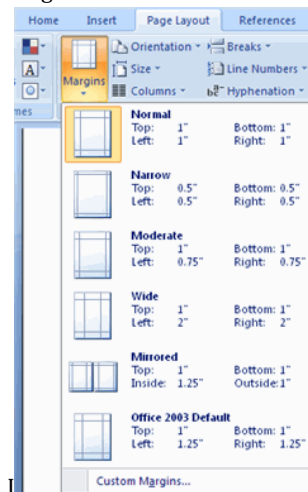 Home Insert Page Layout References
Orientation Breaks
A Size Line Numbers
Margins Columns Hyphenation
Normal
Top: 1" Bottom: 1"
Left: 1" Right: 1"
Narrow
Top: 0.5" Bottom: 0.5"
Left: 0.5" Right: 0.5"
Moderate
Top: 1" Bottom: 1"
Left: 0.75" Right: 0.75"
Wide
Top: 1" Bottom: 1"
Left: 2" Right: 2"
Mirrored
Top: 1" Bottom: 1"
Inside: 1.25" Outside: 1"
Office 2003 Default
Top: 1" Bottom: 1"
Left: 1.25" Right: 1.25"
Custom Margins...